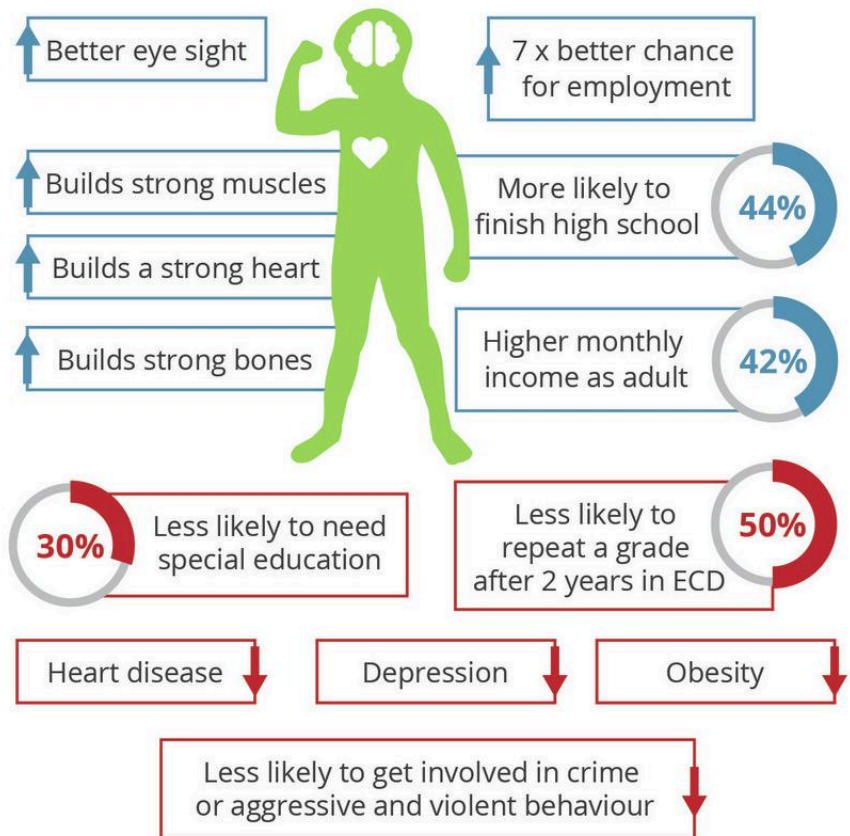 Better eye sight
7 x better chance
for employment
Builds strong muscles
More likely to
finish high school
44%
Builds a strong heart
Builds strong bones
Higher monthly
income as adult
42%
30%
Less likely to need
special education
Less likely to
repeat a grade
after 2 years in ECD
50%
Heart disease
Depression
Obesity
Less likely to get involved in crime
or aggressive and violent behaviour